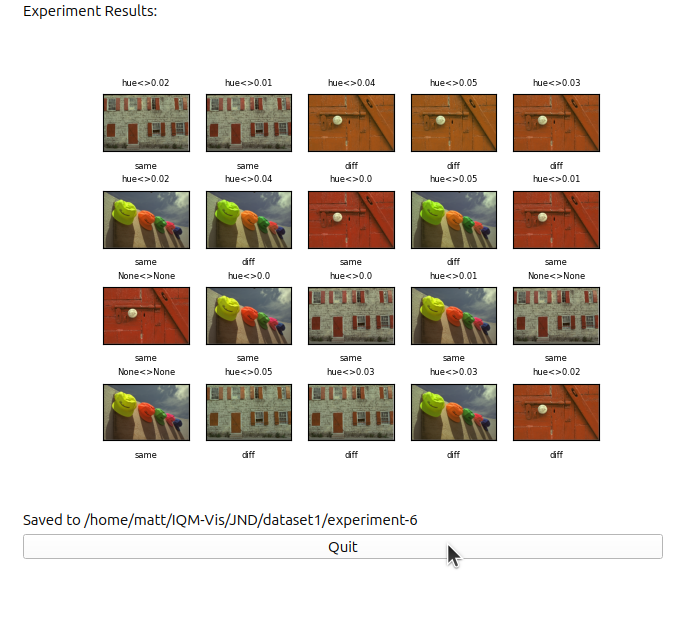 Experiment Results:
hue<>0.02 hue<>0.01 hue<>0.04 hue<>0.05 hue<>0.03
same same diff diff diff
hue<>0.02 hue<>0.04 hue<>0.0 hue<>0.05 hue<>0.01
same diff same diff same
None<>None hue<>0.0 hue<>0.0 hue<>0.01 None<>None
same same same same same
None<>None hue<>0.05 hue<>0.03 hue<>0.03 hue<>0.02
same diff diff diff diff
Saved to /home/matt/IQM-Vis/JND/dataset1/experiment-6
Quit